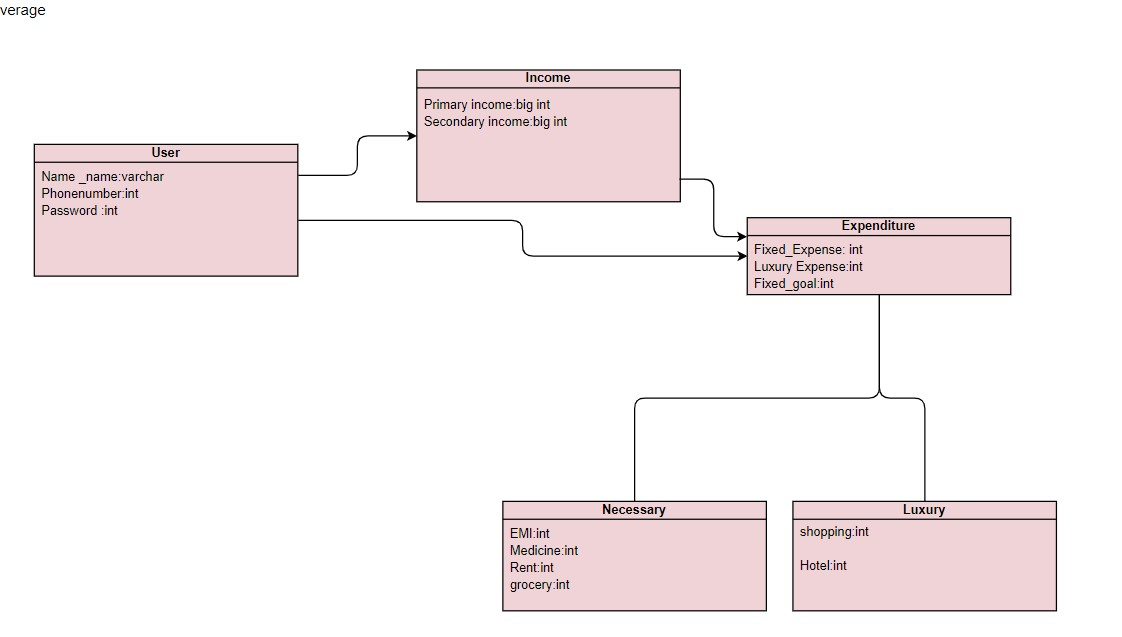 verage
Income
Primary income:big int
Secondary income:big int
User
Name _name:varchar
Phonenumber:int
Password :int
Expenditure
Fixed_Expense: int
Luxury Expense:int
Fixed_goal:int
Necessary
EMI:int
Medicine:int
Rent:int
grocery:int
Luxury
shopping:int
Hotel:int